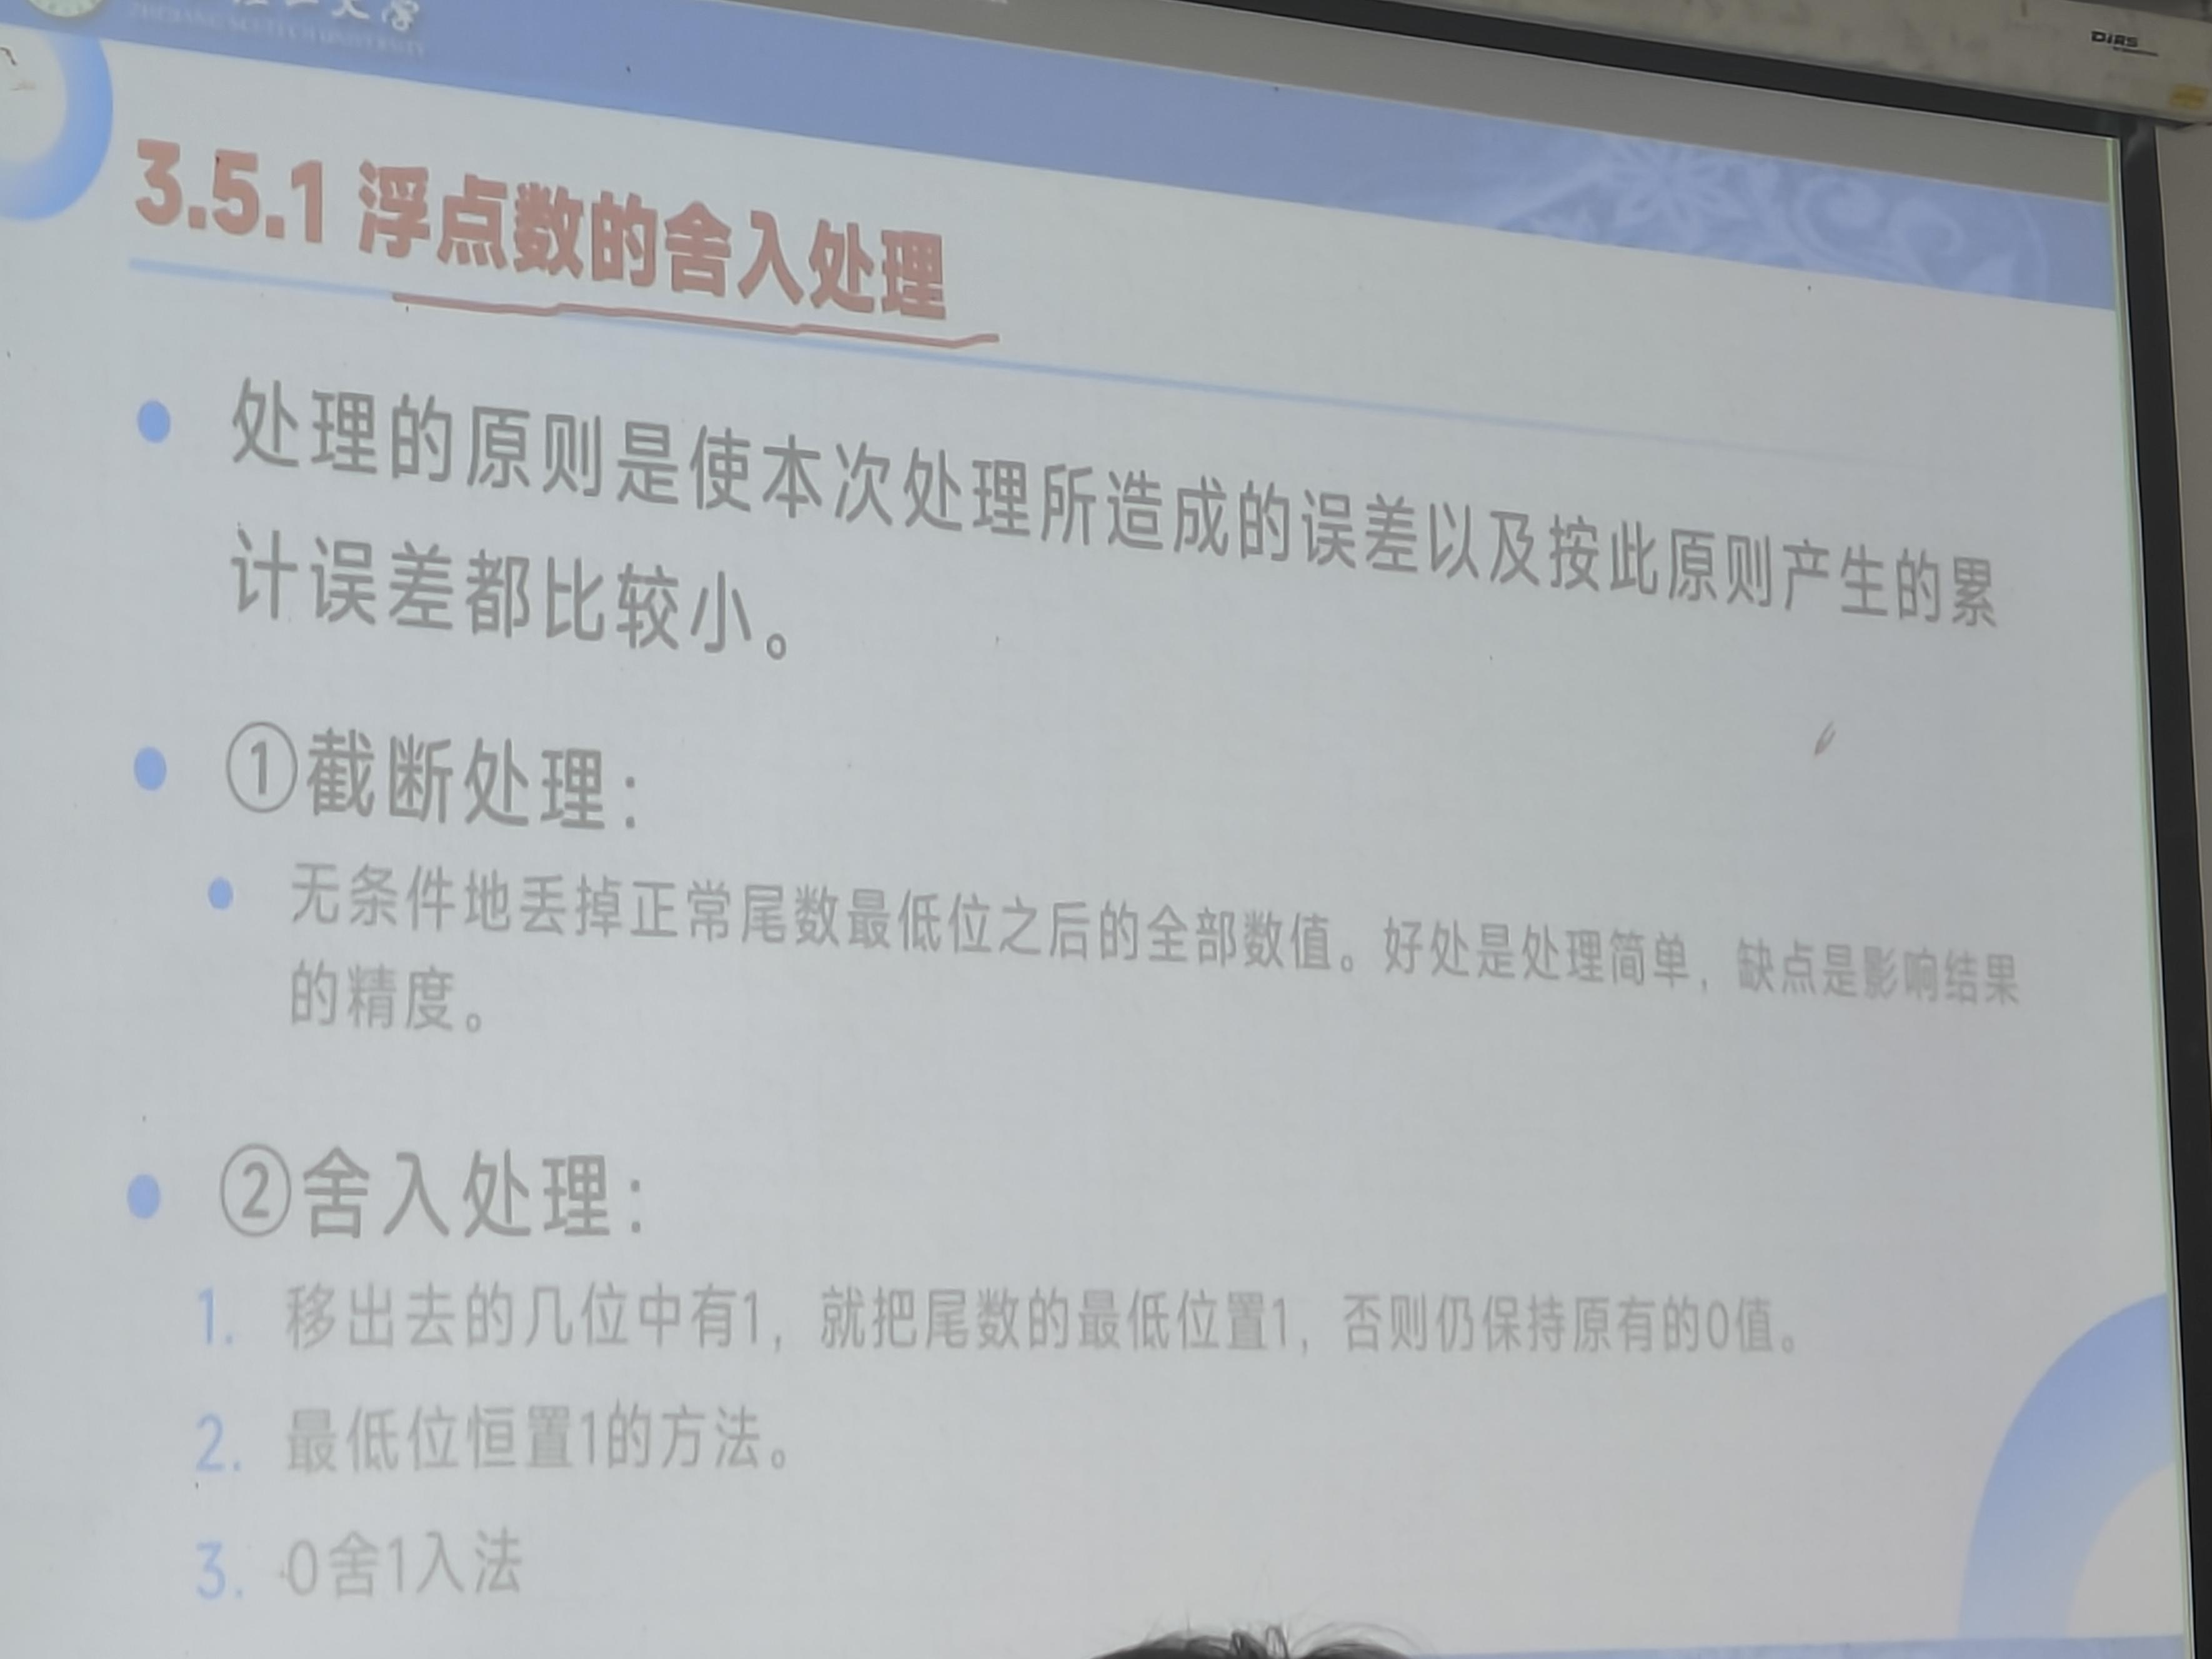 大学
ZHEJIANG SCI-TECH UNIVERSITY
DIAS
3.5.1 浮点数的舍入处理
处理的原则是使本次处理所造成的误差以及按此原则产生的累
计误差都比较小。
①截断处理：
无条件地丢掉正常尾数最低位之后的全部数值。好处是处理简单，缺点是影响结果
的精度。
②舍入处理：
1. 移出去的几位中有1，就把尾数的最低位置1，否则仍保持原有的0值。
2. 最低位恒置1的方法。
3. 0舍1入法